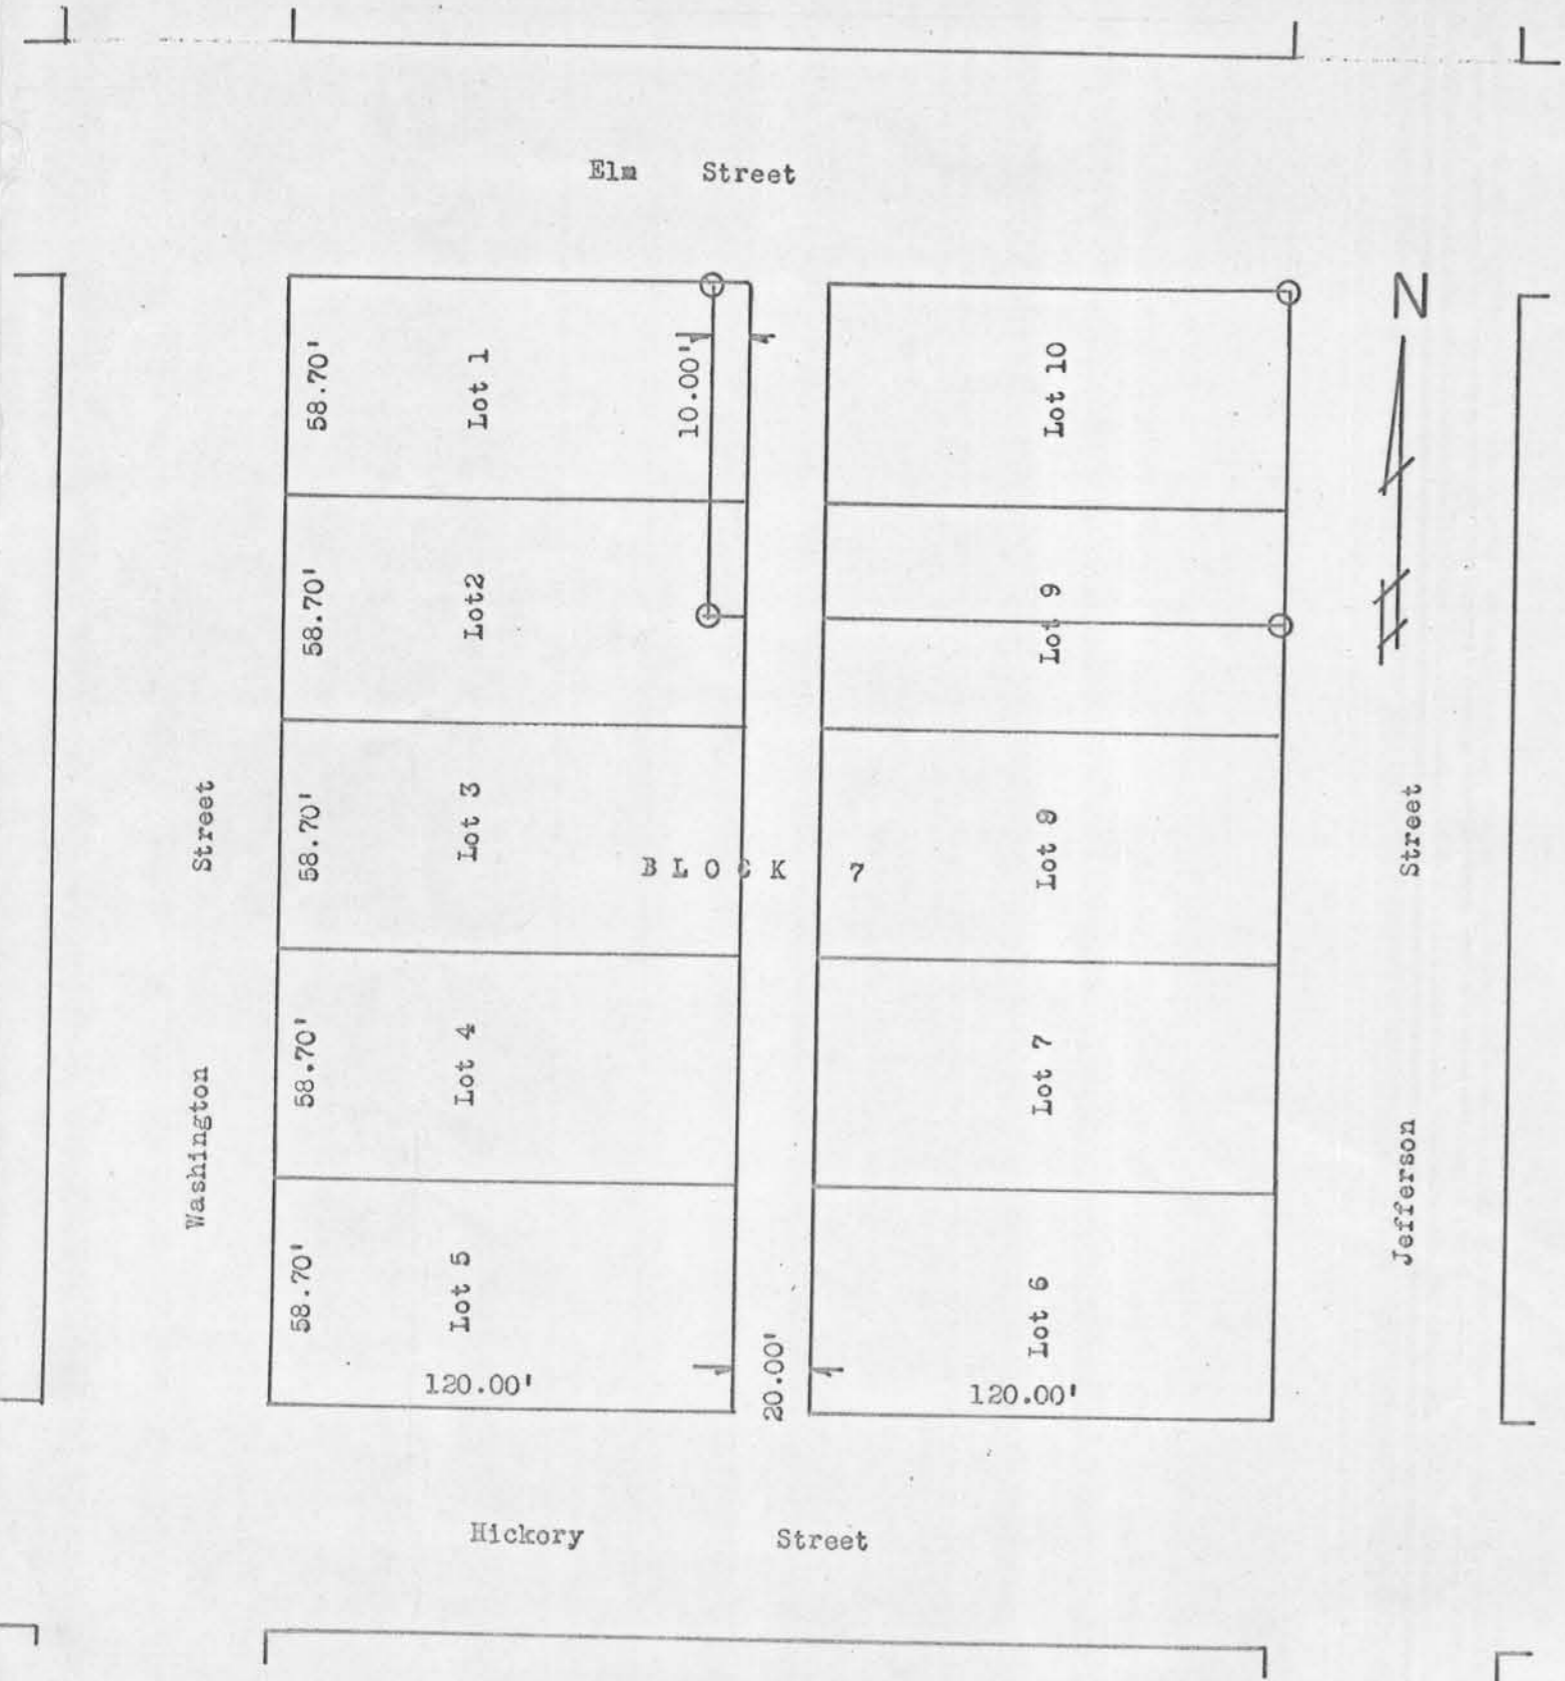 Elm Street
N
58.70'
Lot 1
10.00'
Lot 10
58.70'
Lot2
Lot 9
58.70'
Lot 3
BLOCK 7
Lot 8
Washington Street
Jefferson Street
58.70'
Lot 4
Lot 7
58.70'
Lot 5
120.00'
20.00'
Lot 6
120.00'
Hickory Street